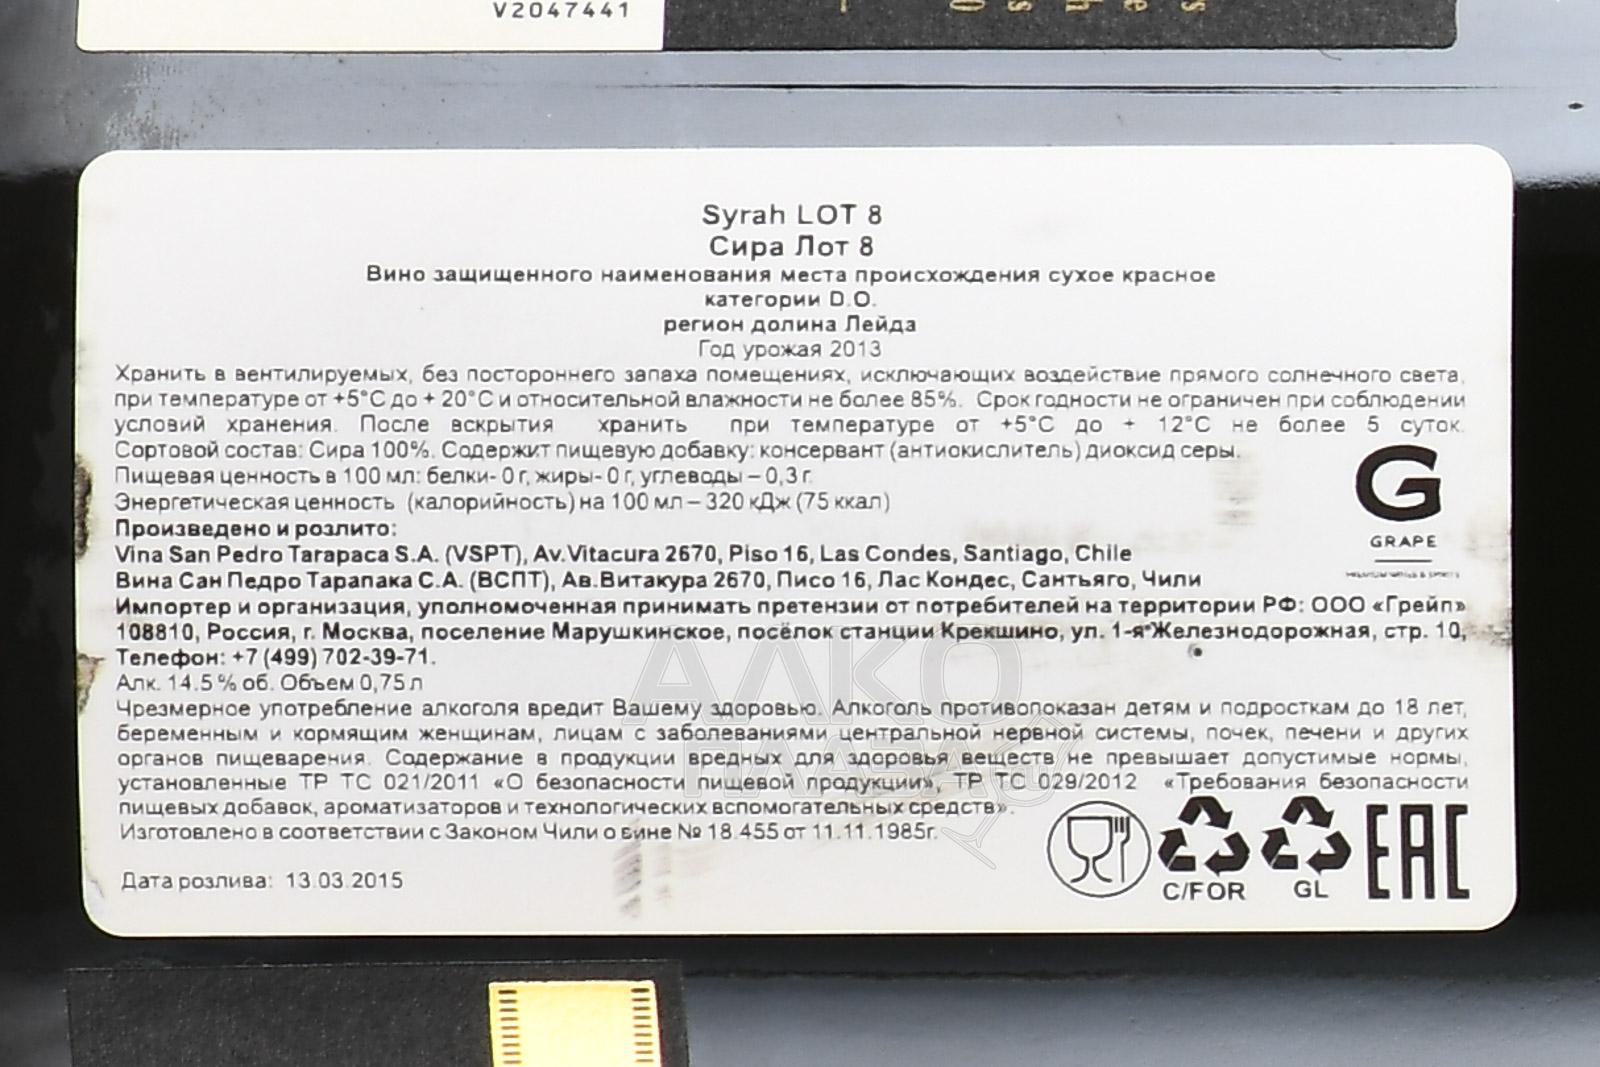 V2047441
Syrah LOT 8
Сира Лот 8
Вино защищенного наименования места происхождения сухое красное
категории D.O.
регион долина Лейда
Год урожая 2013
Хранить в вентилируемых, без постороннего запаха помещениях, исключающих воздействие прямого солнечного света,
при температуре от +5°С до + 20°С и относительной влажности не более 85%. Срок годности не ограничен при соблюдении
условий хранения. После вскрытия хранить при температуре от +5°С до + 12°С не более 5 суток.
Сортовой состав: Сира 100%. Содержит пищевую добавку: консервант (антиокислитель) диоксид серы.
Пищевая ценность в 100 мл: белки- 0 г, жиры- 0 г, углеводы – 0,3 г.
Энергетическая ценность (калорийность) на 100 мл – 320 кДж (75 ккал)
Произведено и розлито:
Vina San Pedro Tarapaca S.A. (VSPT), Av.Vitacura 2670, Piso 16, Las Condes, Santiago, Chile
Вина Сан Педро Тарапака С.А. (ВСПТ), Ав.Витакура 2670, Писо 16, Лас Кондес, Сантьяго, Чили
Импортер и организация, уполномоченная принимать претензии от потребителей на территории РФ: ООО «Грейп»
108810, Россия, г. Москва, поселение Марушкинское, посёлок станции Крекшино, ул. 1-я Железнодорожная, стр. 10,
Телефон: +7 (499) 702-39-71.
Алк. 14.5 % об. Объем 0,75 л
Чрезмерное употребление алкоголя вредит Вашему здоровью. Алкоголь противопоказан детям и подросткам до 18 лет,
беременным и кормящим женщинам, лицам с заболеваниями центральной нервной системы, почек, печени и других
органов пищеварения. Содержание в продукции вредных для здоровья веществ не превышает допустимые нормы,
установленные ТР ТС 021/2011 «О безопасности пищевой продукции», ТР ТС 029/2012 «Требования безопасности
пищевых добавок, ароматизаторов и технологических вспомогательных средств».
Изготовлено в соответствии с Законом Чили о вине № 18.455 от 11.11.1985г.
Дата розлива: 13.03.2015
G
GRAPE
C/FOR
GL
EAC
АЛКО
ПЛАЗА